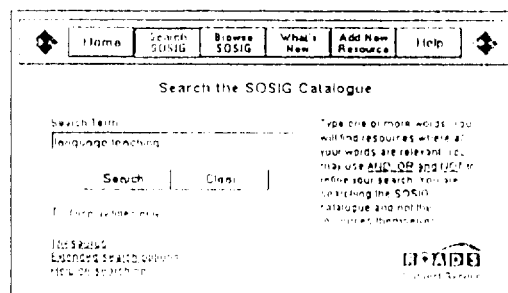 Home
Search SOSIG
Browse SOSIG
What's New
Add New Resource
Help
Search the SOSIG Catalogue
Search Term
language teaching
Search
Clear
Type one or more words. You
will find resources where all
your words are relevant. You
may use AND, OR and NOT to
refine your search. You are
searching the SOSIG
catalogue and not the
resources themselves
Thesaurus
Extended search options
Help on searching
ROADS